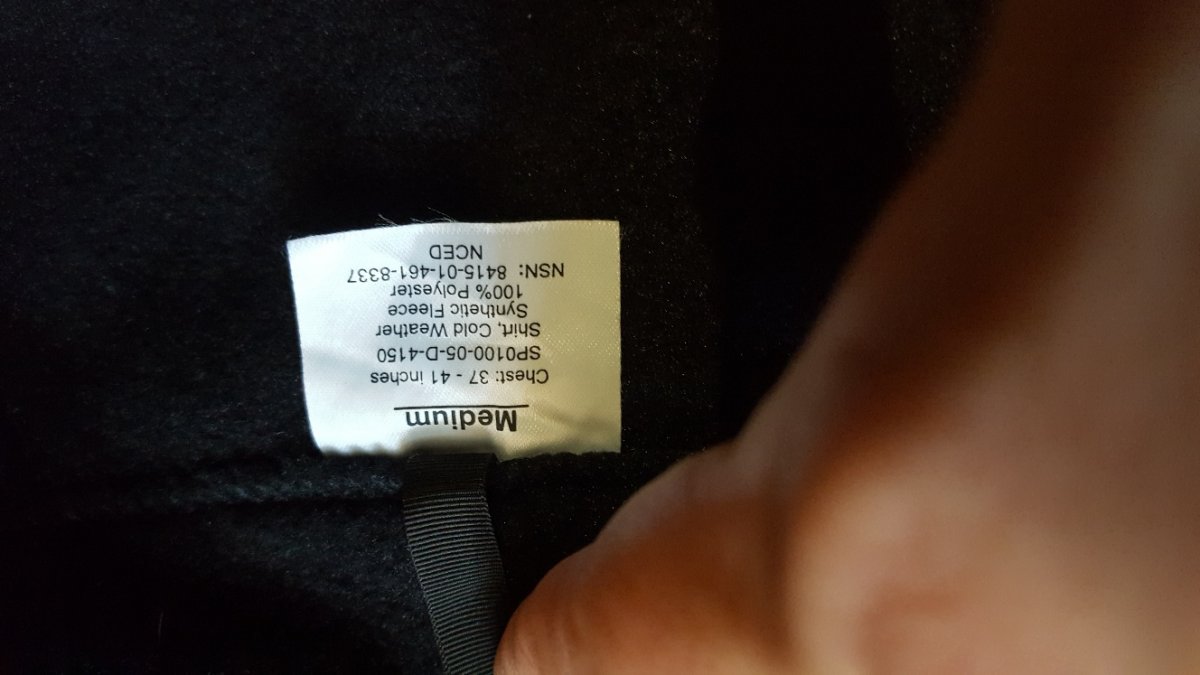 Medium
Chest: 37 - 41 inches
SP0100-05-D-4150
Shirt, Cold Weather
Synthetic Fleece
100% Polyester
NSN: 8415-01-461-8337
NCED